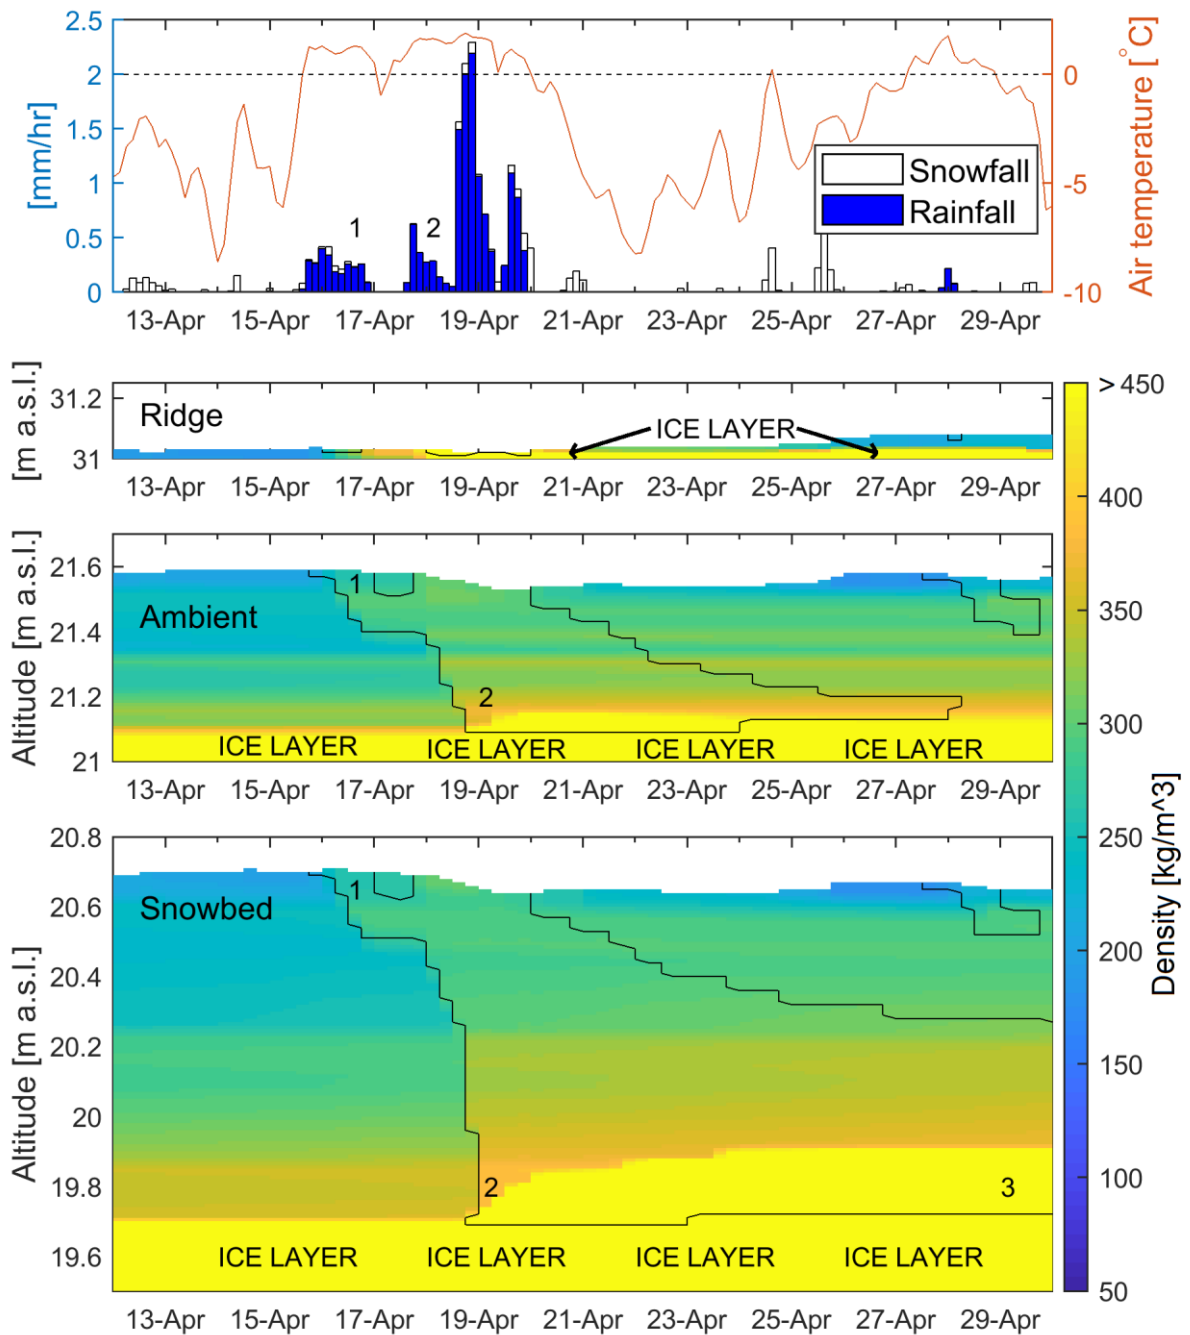 2.5
2
1.5
1
0.5
0
[mm/hr]
0
-5
-10
Air temperature [°C]
1
2
Snowfall
Rainfall
13-Apr 15-Apr 17-Apr 19-Apr 21-Apr 23-Apr 25-Apr 27-Apr 29-Apr
[m a.s.l.]
31.2
31
Ridge
ICE LAYER
13-Apr 15-Apr 17-Apr 19-Apr 21-Apr 23-Apr 25-Apr 27-Apr 29-Apr
Altitude [m a.s.l.]
21.6
21.4
21.2
21
1
Ambient
2
ICE LAYER ICE LAYER ICE LAYER ICE LAYER
13-Apr 15-Apr 17-Apr 19-Apr 21-Apr 23-Apr 25-Apr 27-Apr 29-Apr
Altitude [m a.s.l.]
20.8
20.6
20.4
20.2
20
19.8
19.6
1
Snowbed
2 3
ICE LAYER ICE LAYER ICE LAYER ICE LAYER
13-Apr 15-Apr 17-Apr 19-Apr 21-Apr 23-Apr 25-Apr 27-Apr 29-Apr
> 450
400
350
300
250
200
150
100
50
Density [kg/m^3]